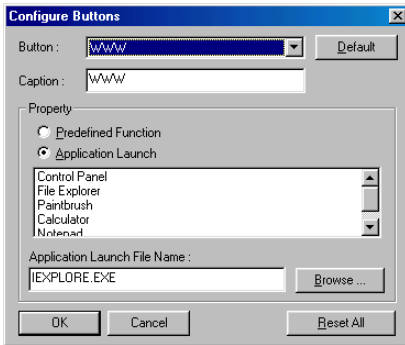 Configure Buttons
Button : WWW Default
Caption : WWW
Property
Predefined Function
Application Launch
Control Panel
File Explorer
Paintbrush
Calculator
Notepad
Application Launch File Name :
IEXPLORE.EXE Browse ...
OK Cancel Reset All